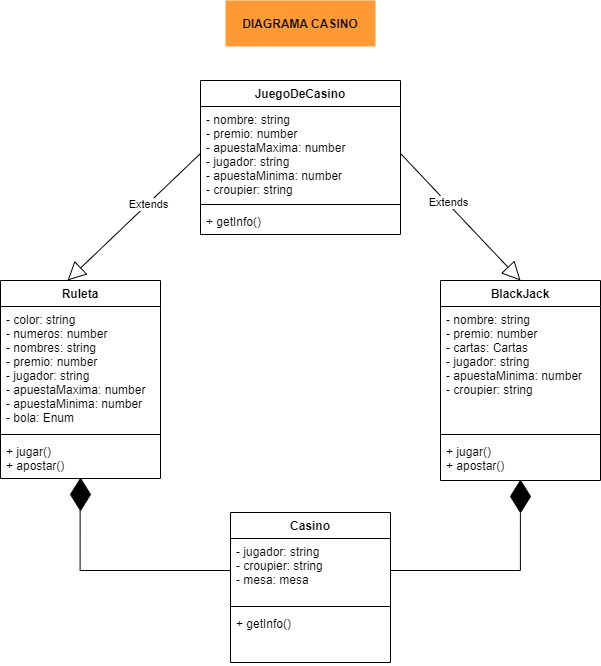 DIAGRAMA CASINO
JuegoDeCasino
- nombre: string
- premio: number
- apuestaMaxima: number
- jugador: string
- apuestaMinima: number
- croupier: string
+ getInfo()
Extends
Extends
Ruleta
- color: string
- numeros: number
- nombres: string
- premio: number
- jugador: string
- apuestaMaxima: number
- apuestaMinima: number
- bola: Enum
+ jugar()
+ apostar()
BlackJack
- nombre: string
- premio: number
- cartas: Cartas
- jugador: string
- apuestaMinima: number
- croupier: string
+ jugar()
+ apostar()
Casino
- jugador: string
- croupier: string
- mesa: mesa
+ getInfo()